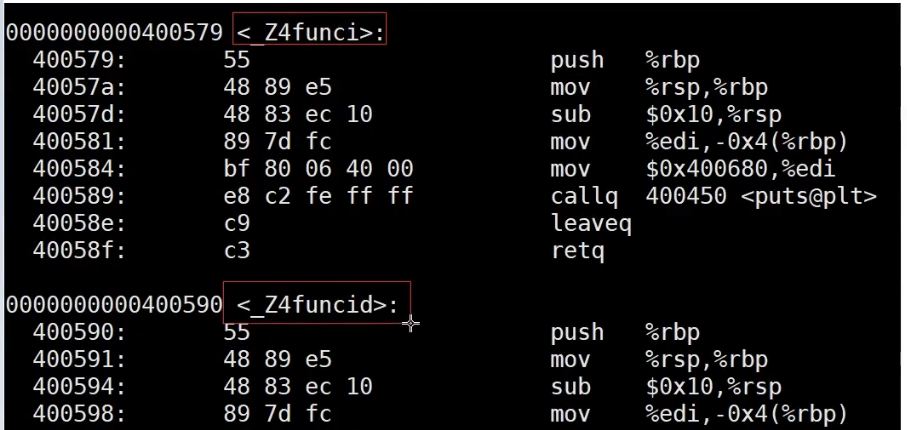 0000000000400579 <_Z4funci>:
400579: 55 push %rbp
40057a: 48 89 e5 mov %rsp,%rbp
40057d: 48 83 ec 10 sub $0x10,%rsp
400581: 89 7d fc mov %edi,-0x4(%rbp)
400584: bf 80 06 40 00 mov $0x400680,%edi
400589: e8 c2 fe ff ff callq 400450 <puts@plt>
40058e: c9 leaveq
40058f: c3 retq
0000000000400590 <_Z4funcid>:
400590: 55 push %rbp
400591: 48 89 e5 mov %rsp,%rbp
400594: 48 83 ec 10 sub $0x10,%rsp
400598: 89 7d fc mov %edi,-0x4(%rbp)